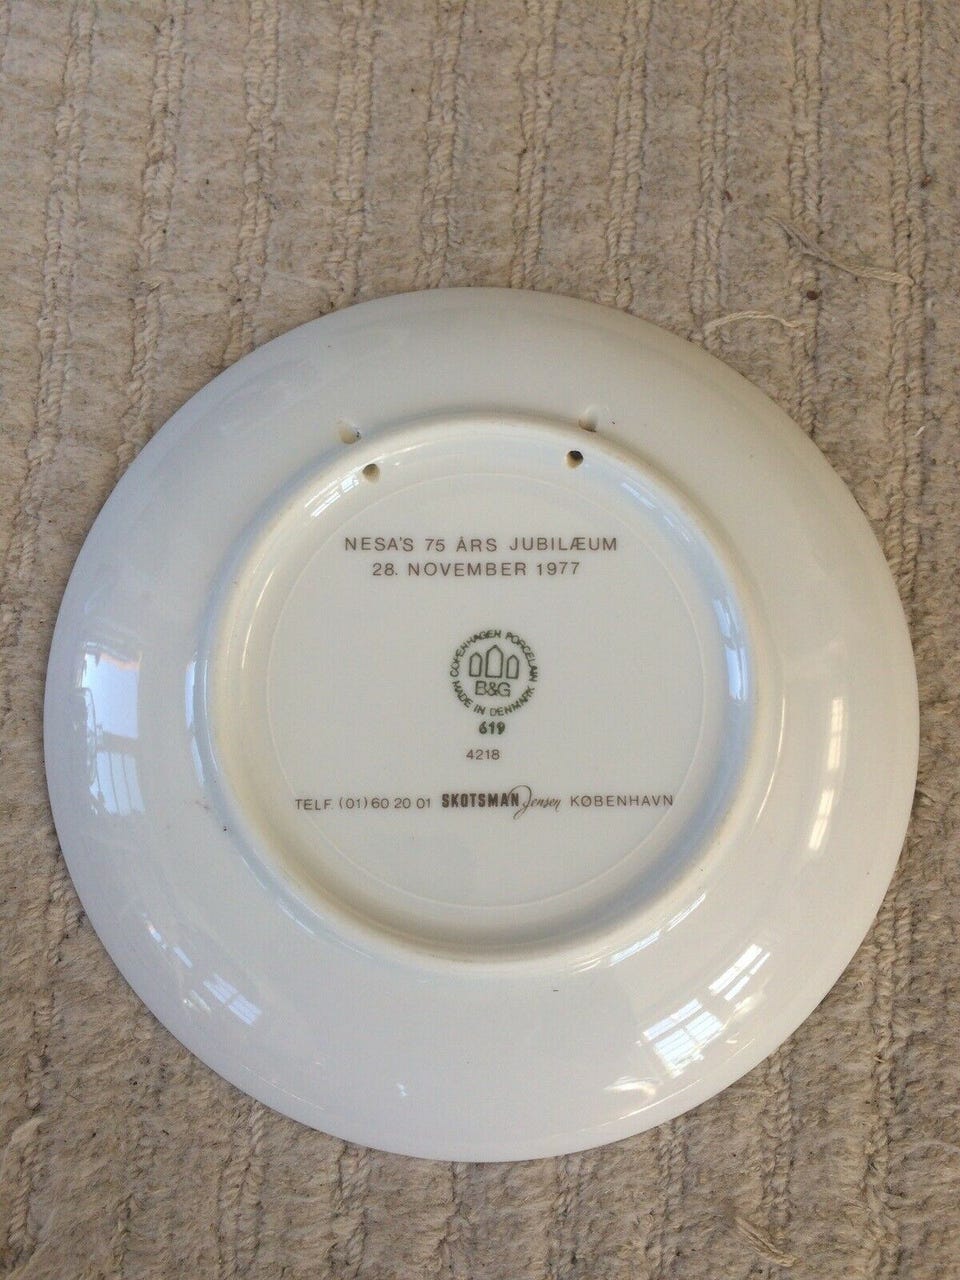 NESA'S 75 ÅRS JUBILÆUM
28. NOVEMBER 1977
COPENHAGEN PORCELAIN
B&G
MADE IN DENMARK
619
4218
TELF. (01) 60 20 01 SKOTSMAN Jensen KØBENHAVN